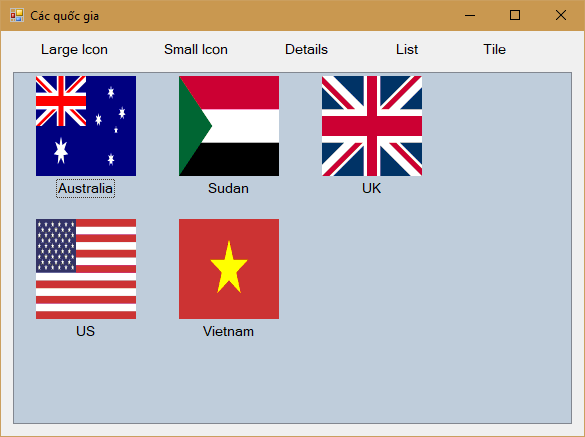 Các quốc gia
Large Icon Small Icon Details List Tile
Australia Sudan UK
US Vietnam